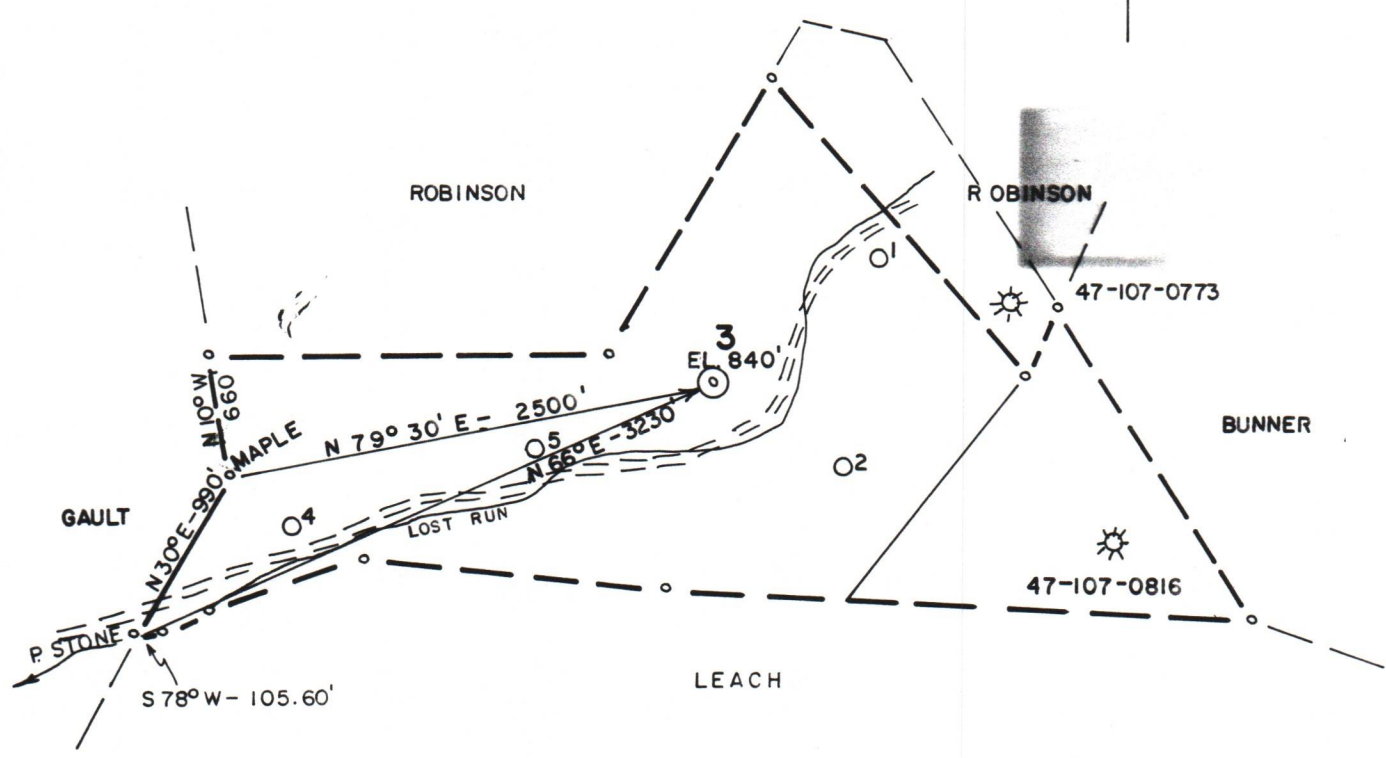 ROBINSON
R OBINSON
1
47-107-0773
3
EL. 840'
N 10° W
660
MAPLE
N 79° 30' E = 2500'
5
N 66° E - 3230'
2
BUNNER
GAULT
N 30° E - 990'
4
LOST RUN
47-107-0816
P. STONE
S 78° W - 105.60'
LEACH